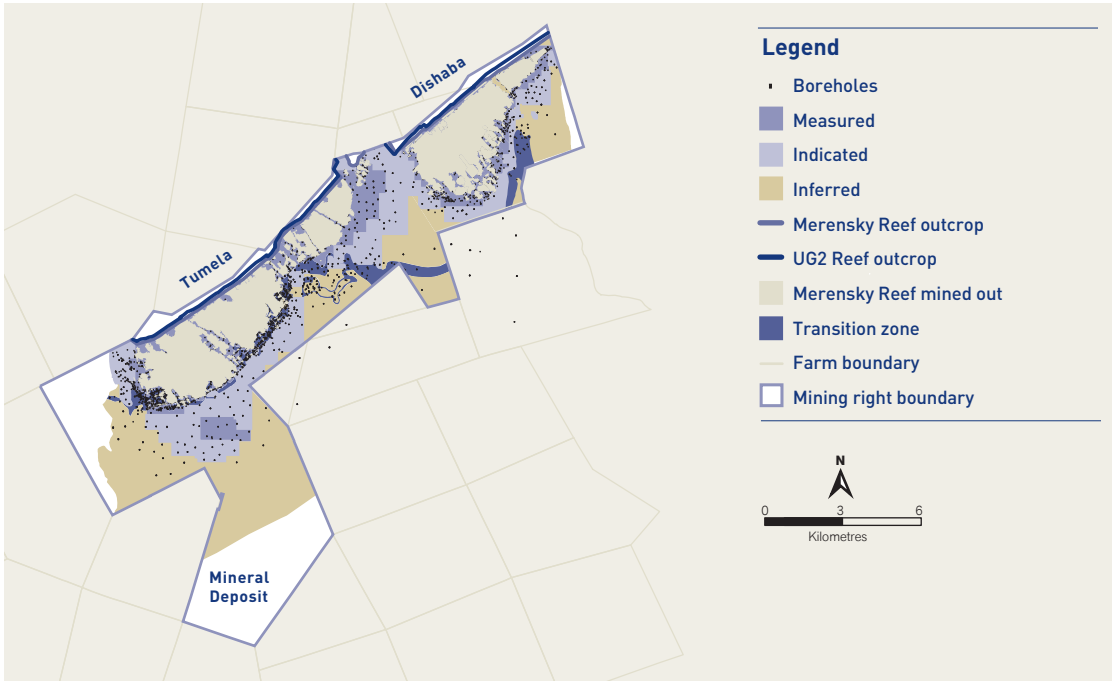 Dishaba
Tumela
Mineral
Deposit
Legend
Boreholes
Measured
Indicated
Inferred
Merensky Reef outcrop
UG2 Reef outcrop
Merensky Reef mined out
Transition zone
Farm boundary
Mining right boundary
N
0 3 6
Kilometres